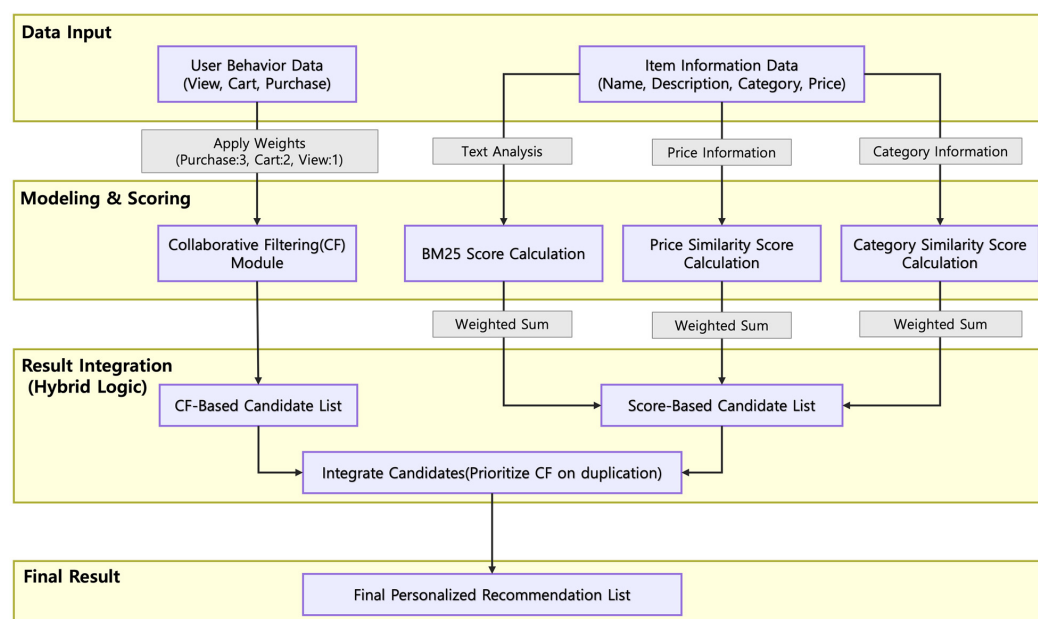 Data Input
User Behavior Data
(View, Cart, Purchase)
Item Information Data
(Name, Description, Category, Price)
Apply Weights
(Purchase:3, Cart:2, View:1)
Text Analysis
Price Information
Category Information
Modeling & Scoring
Collaborative Filtering(CF)
Module
BM25 Score Calculation
Price Similarity Score
Calculation
Category Similarity Score
Calculation
Weighted Sum
Weighted Sum
Weighted Sum
Result Integration
(Hybrid Logic)
CF-Based Candidate List
Score-Based Candidate List
Integrate Candidates(Prioritize CF on duplication)
Final Result
Final Personalized Recommendation List